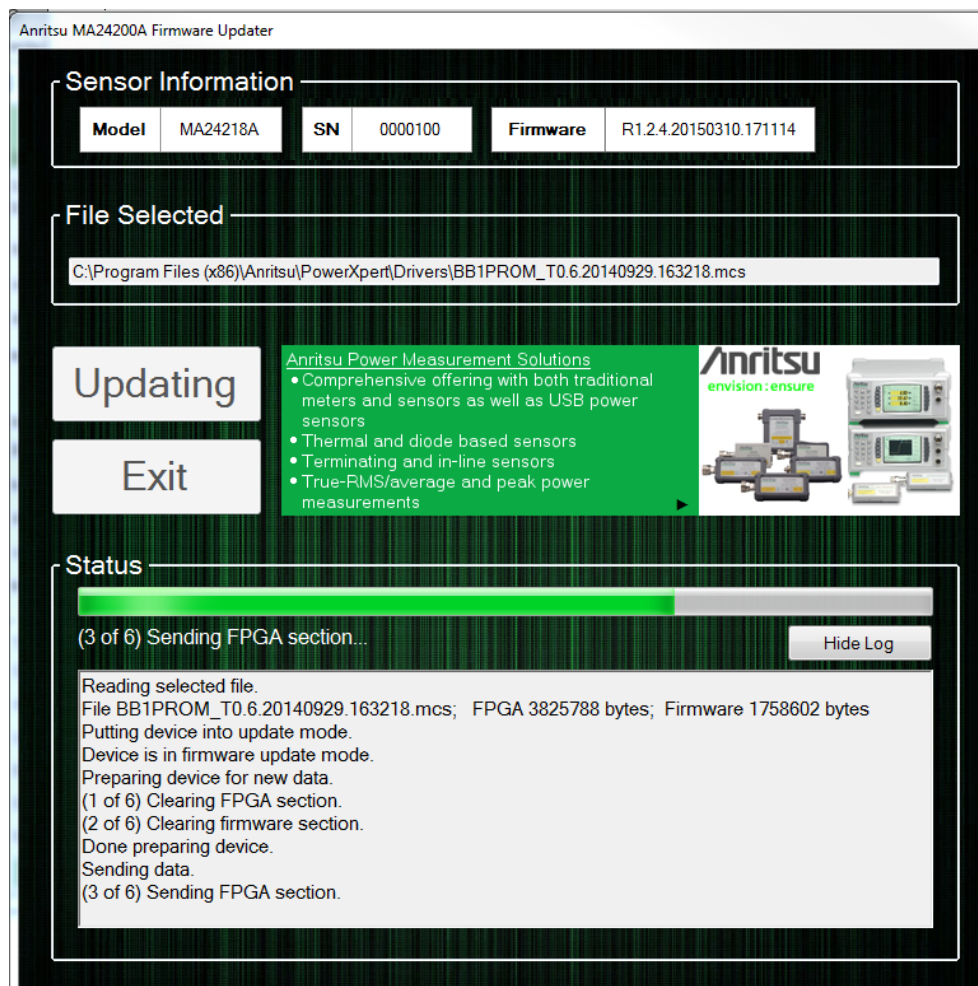 Anritsu MA24200A Firmware Updater
Sensor Information
Model MA24218A SN 0000100 Firmware R1.2.4.20150310.171114
File Selected
C:\Program Files (x86)\Anritsu\PowerXpert\Drivers\BB1PROM_T0.6.20140929.163218.mcs
Updating
Exit
Anritsu Power Measurement Solutions
• Comprehensive offering with both traditional
meters and sensors as well as USB power
sensors
• Thermal and diode based sensors
• Terminating and in-line sensors
• True-RMS/average and peak power
measurements
Anritsu
envision : ensure
Status
(3 of 6) Sending FPGA section...
Hide Log
Reading selected file.
File BB1PROM_T0.6.20140929.163218.mcs; FPGA 3825788 bytes; Firmware 1758602 bytes
Putting device into update mode.
Device is in firmware update mode.
Preparing device for new data.
(1 of 6) Clearing FPGA section.
(2 of 6) Clearing firmware section.
Done preparing device.
Sending data.
(3 of 6) Sending FPGA section.